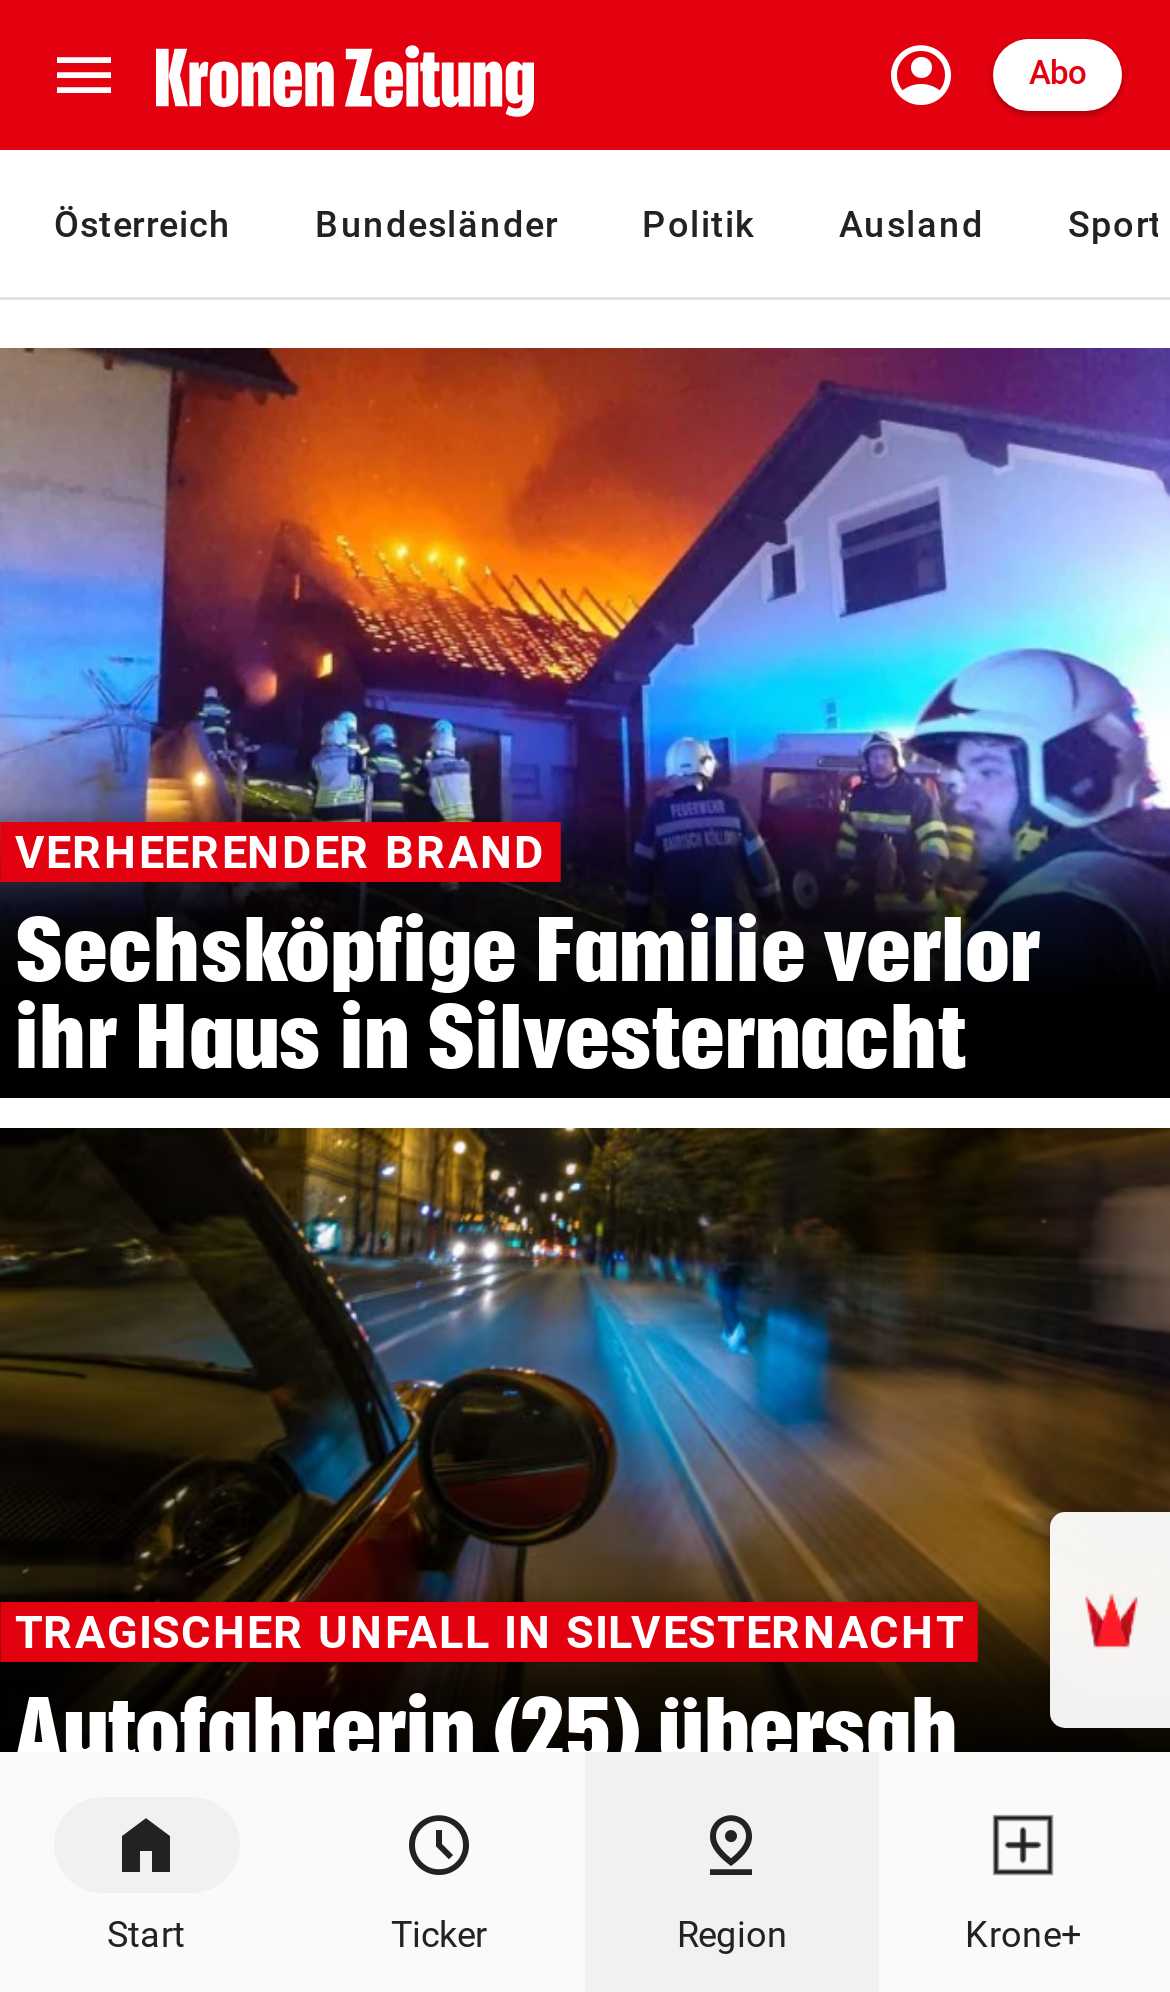 Kronen Zeitung
Abo
Österreich Bundesländer Politik Ausland Sport
FEUERWEHR
VERHEERENDER BRAND
Sechsköpfige Familie verlor
ihr Haus in Silvesternacht
TRAGISCHER UNFALL IN SILVESTERNACHT
Autofahrerin (25) übersah
Start Ticker Region Krone+